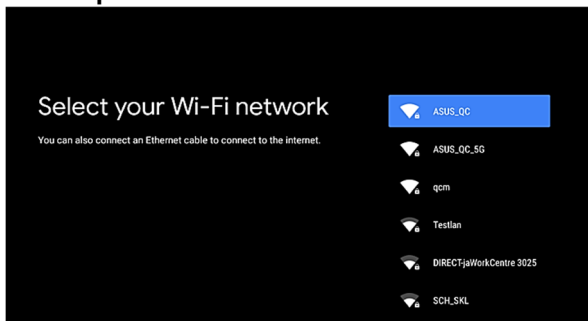 Select your Wi-Fi network
You can also connect an Ethernet cable to connect to the internet.
ASUS_QC
ASUS_QC_5G
qcm
Testlan
DIRECT-jaWorkCentre 3025
SCH_SKL